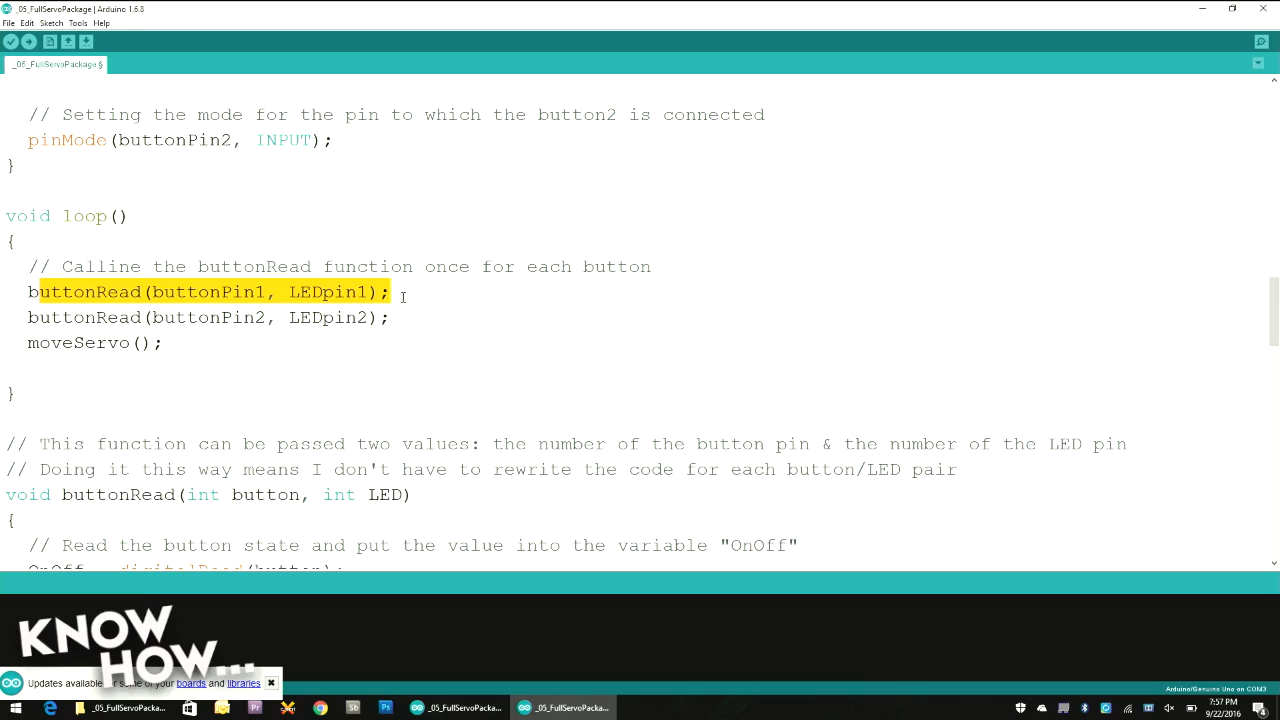 _05_FullServoPackage | Arduino 1.6.8
File Edit Sketch Tools Help
_05_FullServoPackage §
// Setting the mode for the pin to which the button2 is connected
pinMode(buttonPin2, INPUT);
}
void loop()
{
// Calline the buttonRead function once for each button
buttonRead(buttonPin1, LEDpin1);
buttonRead(buttonPin2, LEDpin2);
moveServo();
}
// This function can be passed two values: the number of the button pin & the number of the LED pin
// Doing it this way means I don't have to rewrite the code for each button/LED pair
void buttonRead(int button, int LED)
{
// Read the button state and put the value into the variable "OnOff"
OnOff = digitalRead(button);
KNOW
HOW...
Updates available for some of your boards and libraries
Arduino/Genuino Uno on COM3
_05_FullServoPacka...
Pr
Sb
Ps
_05_FullServoPacka...
_05_FullServoPacka...
7:57 PM
9/22/2016
4